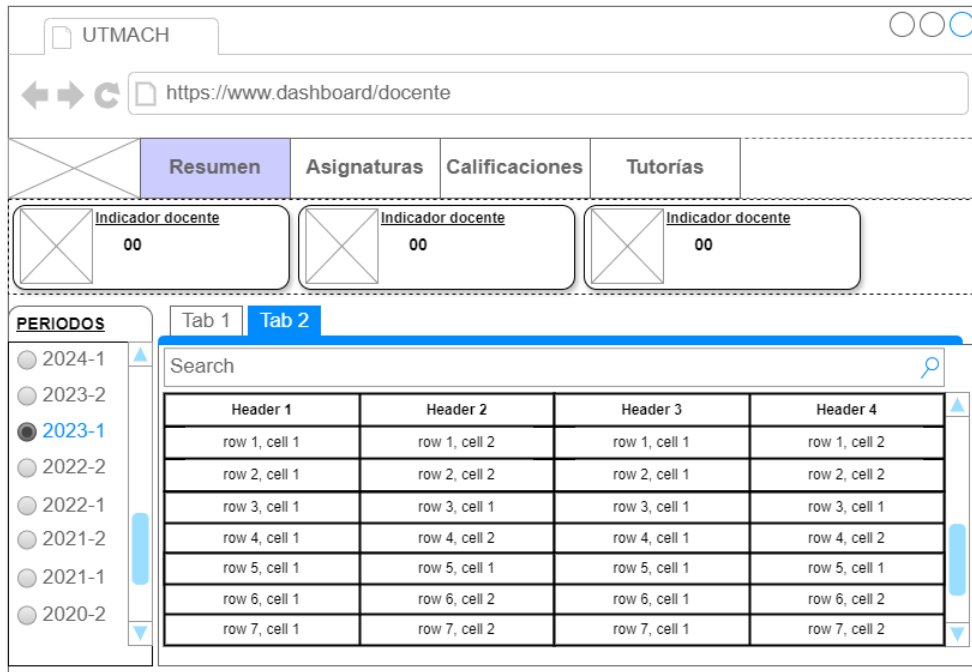 UTMACH
https://www.dashboard/docente
Resumen Asignaturas Calificaciones Tutorías
Indicador docente Indicador docente Indicador docente
00 00 00
PERIODOS
2024-1
2023-2
2023-1
2022-2
2022-1
2021-2
2021-1
2020-2
Tab 1 Tab 2
Search
Header 1 Header 2 Header 3 Header 4
row 1, cell 1 row 1, cell 2 row 1, cell 1 row 1, cell 2
row 2, cell 1 row 2, cell 2 row 2, cell 1 row 2, cell 2
row 3, cell 1 row 3, cell 1 row 3, cell 1 row 3, cell 1
row 4, cell 1 row 4, cell 2 row 4, cell 1 row 4, cell 2
row 5, cell 1 row 5, cell 1 row 5, cell 1 row 5, cell 1
row 6, cell 1 row 6, cell 2 row 6, cell 1 row 6, cell 2
row 7, cell 1 row 7, cell 2 row 7, cell 1 row 7, cell 2